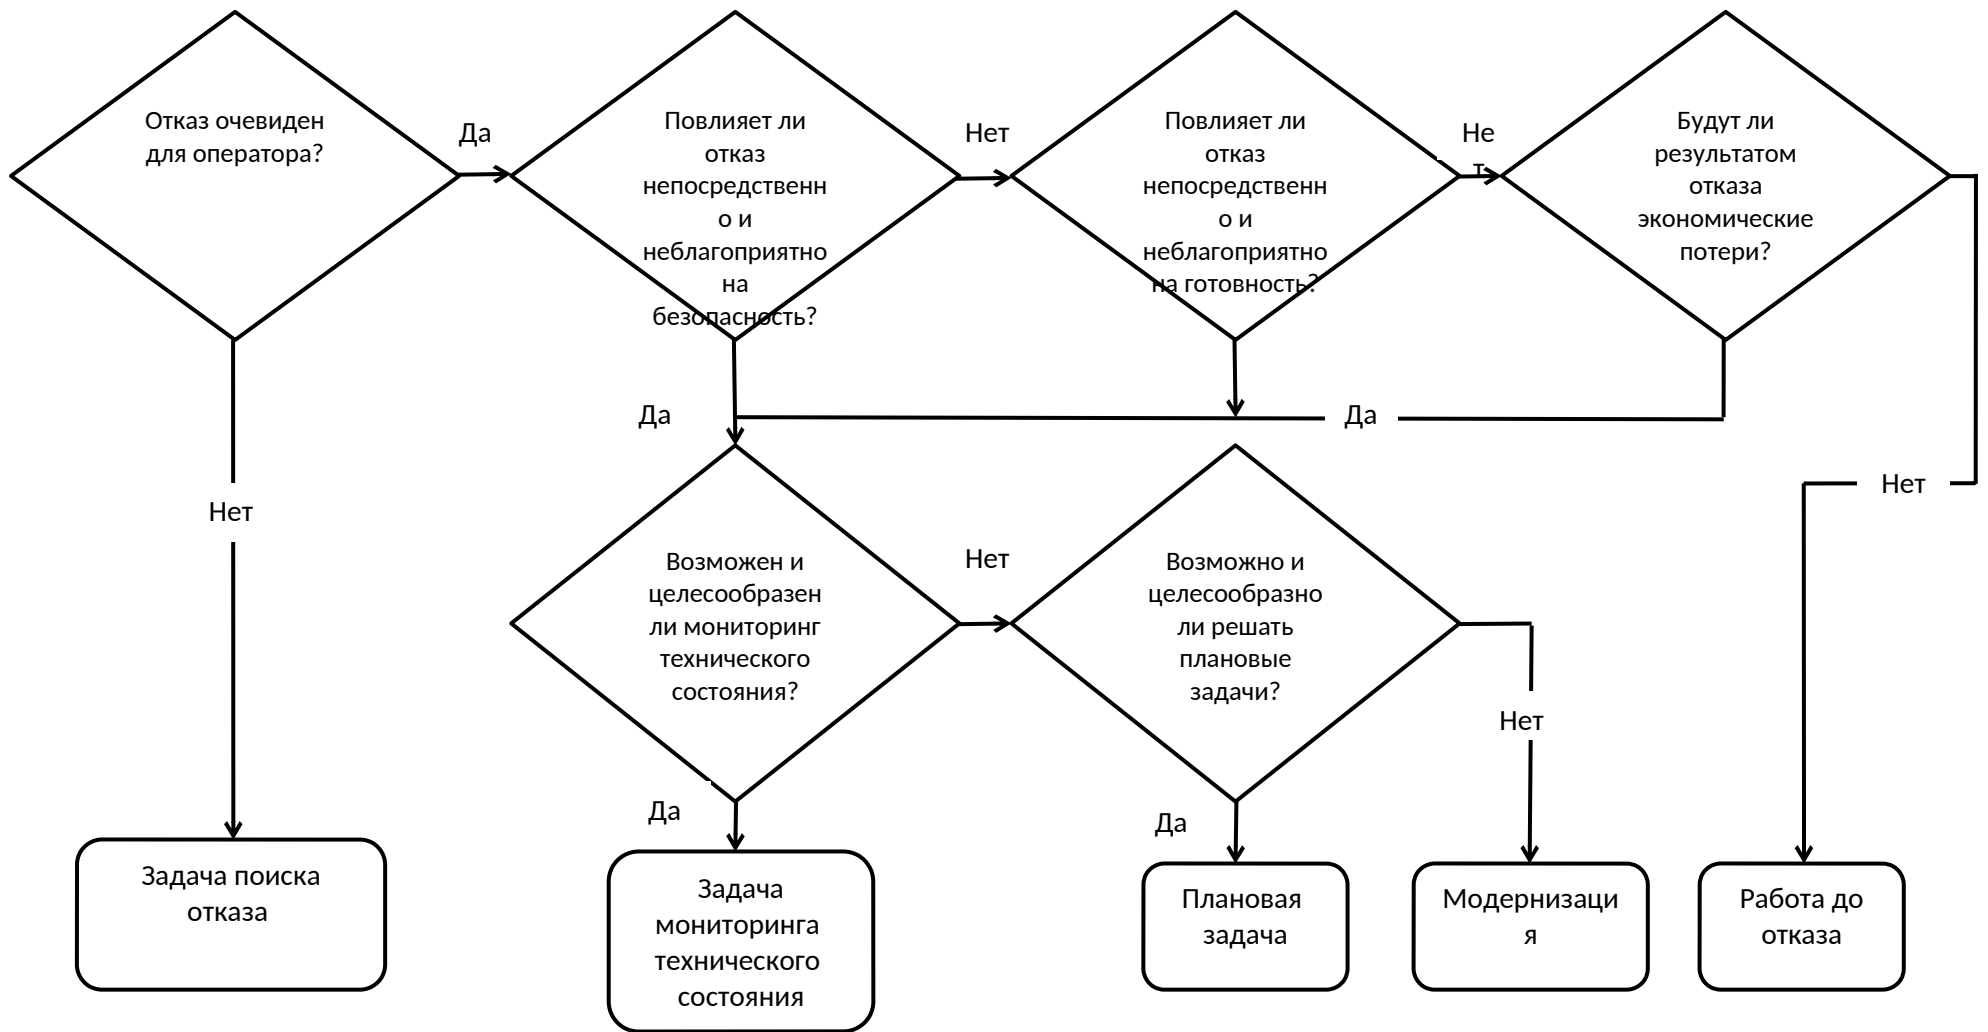 Отказ очевиден
для оператора?
Да
Повлияет ли
отказ
непосредственн
о и
неблагоприятно
на
безопасность?
Нет
Повлияет ли
отказ
непосредственн
о и
неблагоприятно
на готовность?
Не
т
Будут ли
результатом
отказа
экономические
потери?
Да
Да
Нет
Нет
Возможен и
целесообразен
ли мониторинг
технического
состояния?
Нет
Возможно и
целесообразно
ли решать
плановые
задачи?
Нет
Да
Да
Задача поиска
отказа
Задача
мониторинга
технического
состояния
Плановая
задача
Модернизаци
я
Работа до
отказа